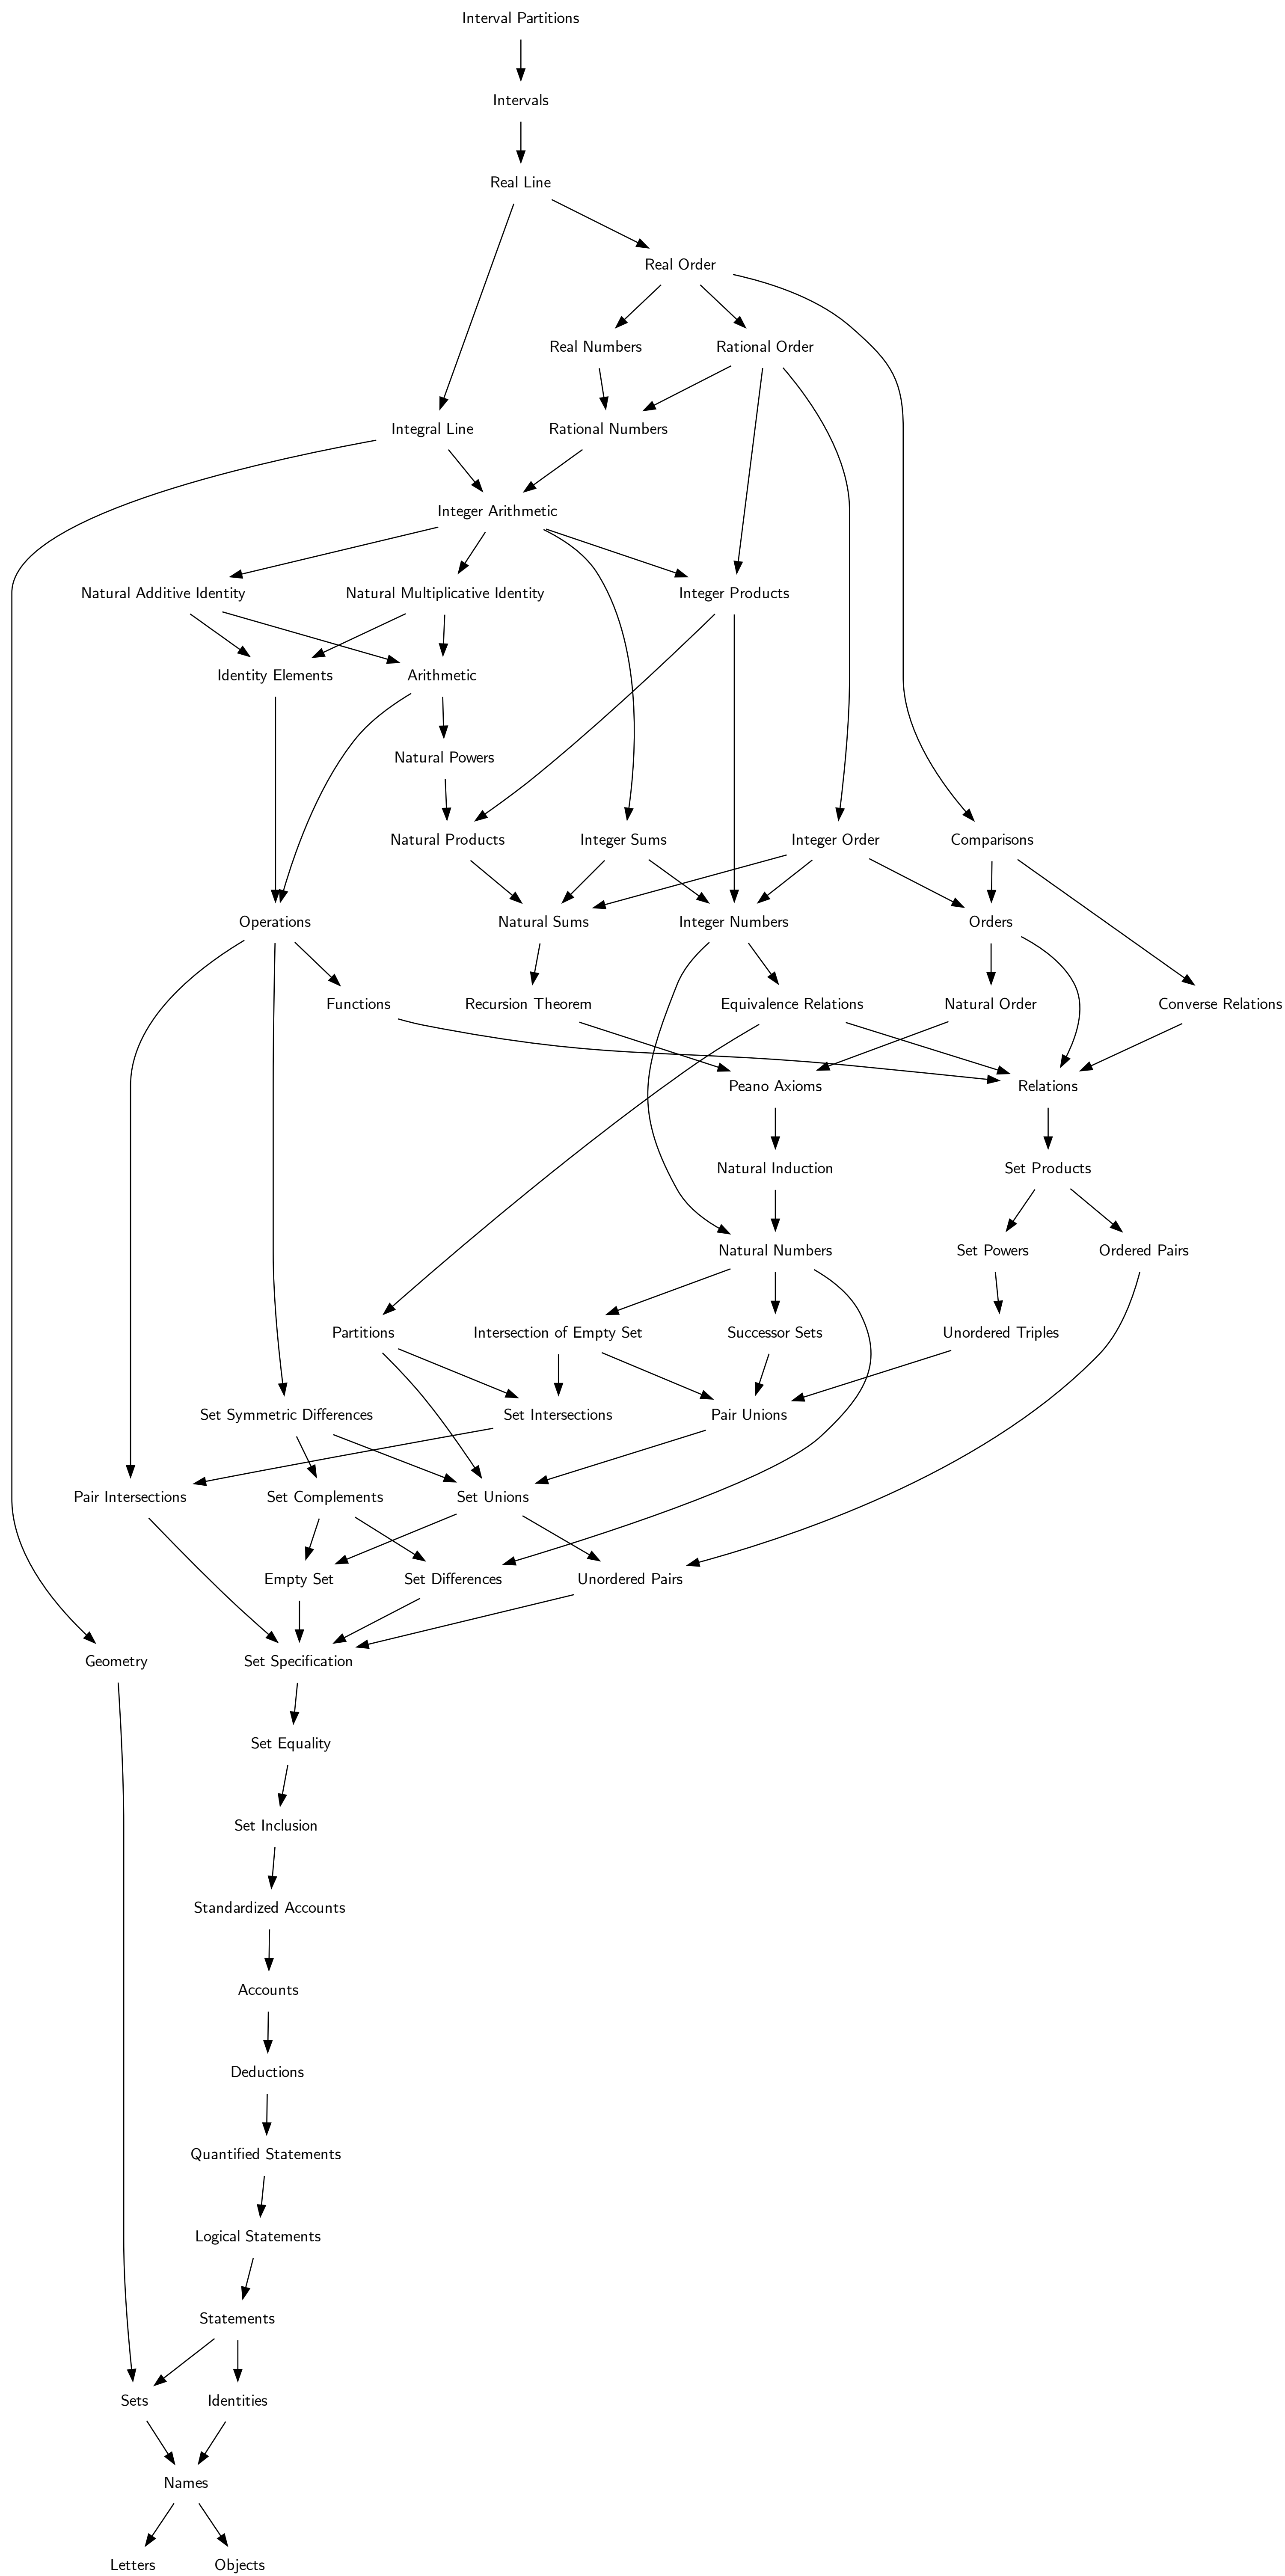 Interval Partitions
Intervals
Real Line
Real Order
Real Numbers
Rational Order
Integral Line
Rational Numbers
Integer Arithmetic
Natural Additive Identity
Natural Multiplicative Identity
Integer Products
Identity Elements
Arithmetic
Natural Powers
Natural Products
Integer Sums
Integer Order
Comparisons
Operations
Natural Sums
Integer Numbers
Orders
Functions
Recursion Theorem
Equivalence Relations
Natural Order
Converse Relations
Peano Axioms
Relations
Natural Induction
Set Products
Natural Numbers
Set Powers
Ordered Pairs
Partitions
Intersection of Empty Set
Successor Sets
Unordered Triples
Set Symmetric Differences
Set Intersections
Pair Unions
Pair Intersections
Set Complements
Set Unions
Empty Set
Set Differences
Unordered Pairs
Geometry
Set Specification
Set Equality
Set Inclusion
Standardized Accounts
Accounts
Deductions
Quantified Statements
Logical Statements
Statements
Sets
Identities
Names
Letters
Objects